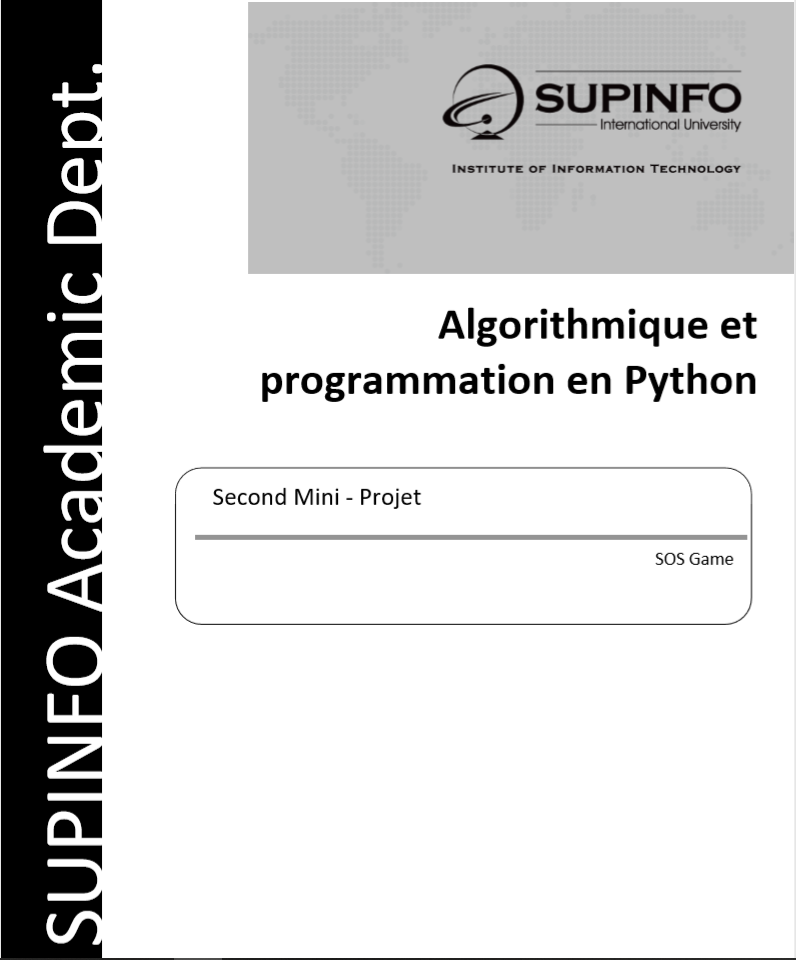 SUPINFO Academic Dept.
SUPINFO
International University
INSTITUTE OF INFORMATION TECHNOLOGY
Algorithmique et
programmation en Python
Second Mini - Projet
SOS Game